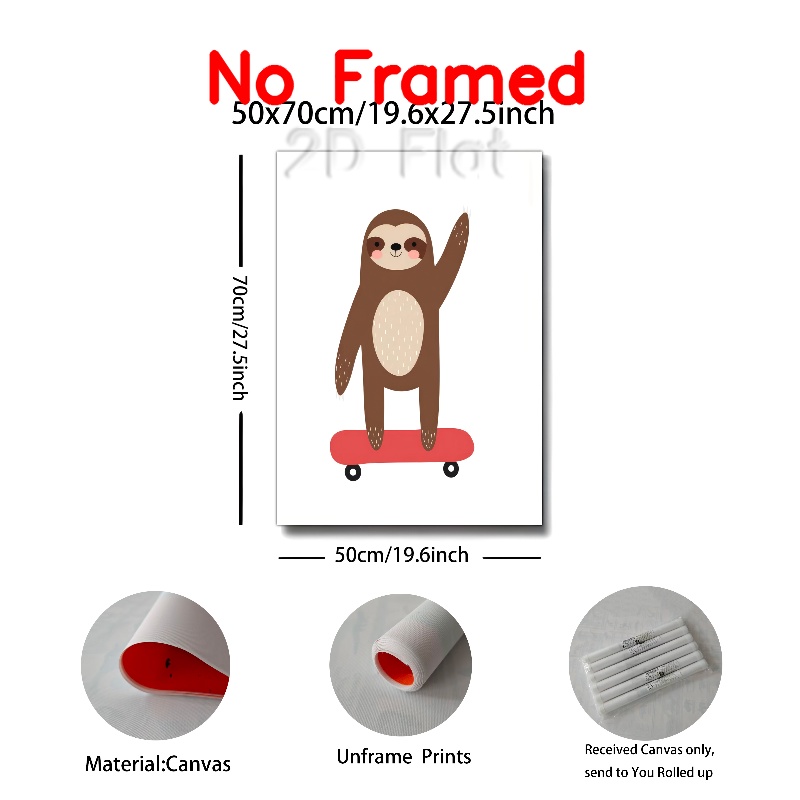 No Framed
50x70cm/19.6x27.5inch
2D Flat
70cm/27.5inch
50cm/19.6inch
Material:Canvas
Unframe Prints
Received Canvas only,
send to You Rolled up